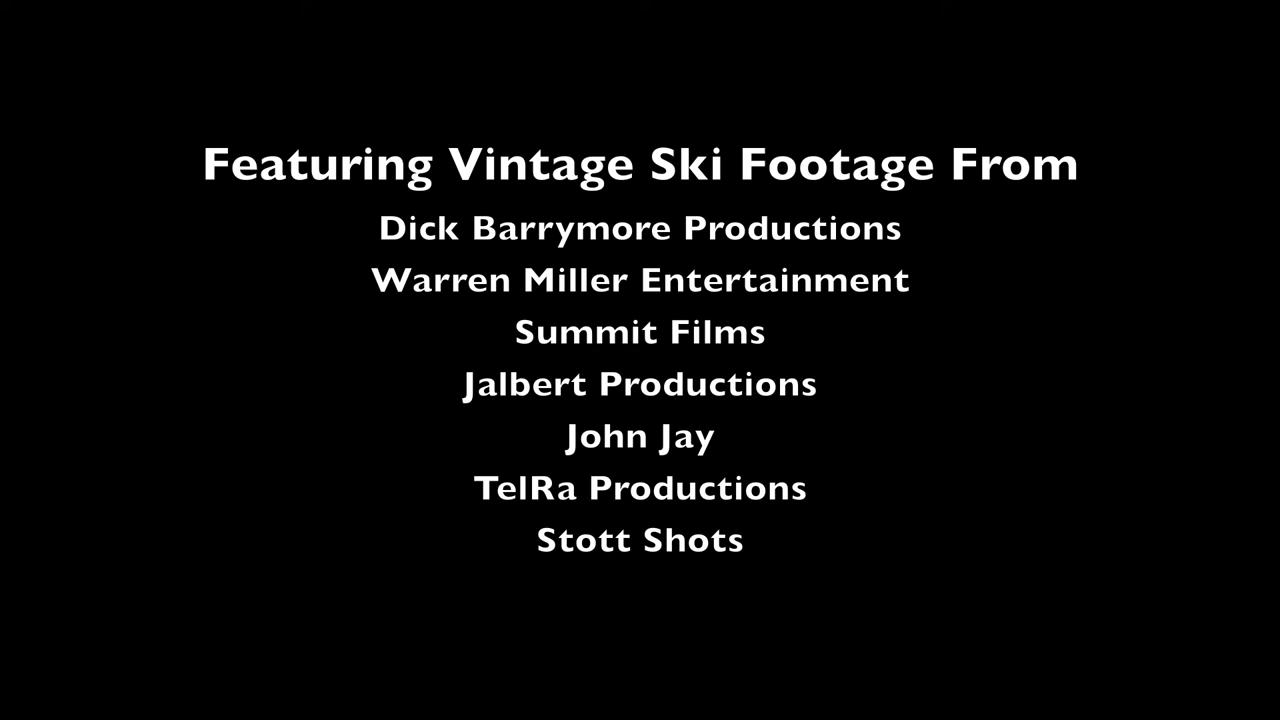 Featuring Vintage Ski Footage From
Dick Barrymore Productions
Warren Miller Entertainment
Summit Films
Jalbert Productions
John Jay
TelRa Productions
Stott Shots